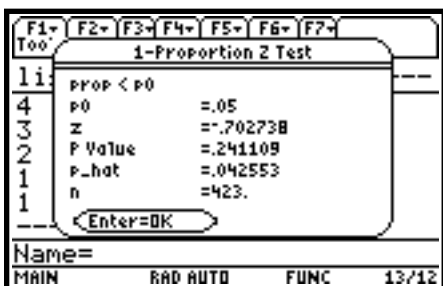 F1▾ F2▾ F3▾ F4▾ F5▾ F6▾ F7▾
Too
1-Proportion Z Test
li
prop < p0
4
p0 =.05
3
z =-.702738
2
P Value =.241109
1
p_hat =.042553
1
n =423.
Enter=OK
Name=
MAIN RAD AUTO FUNC 13/12